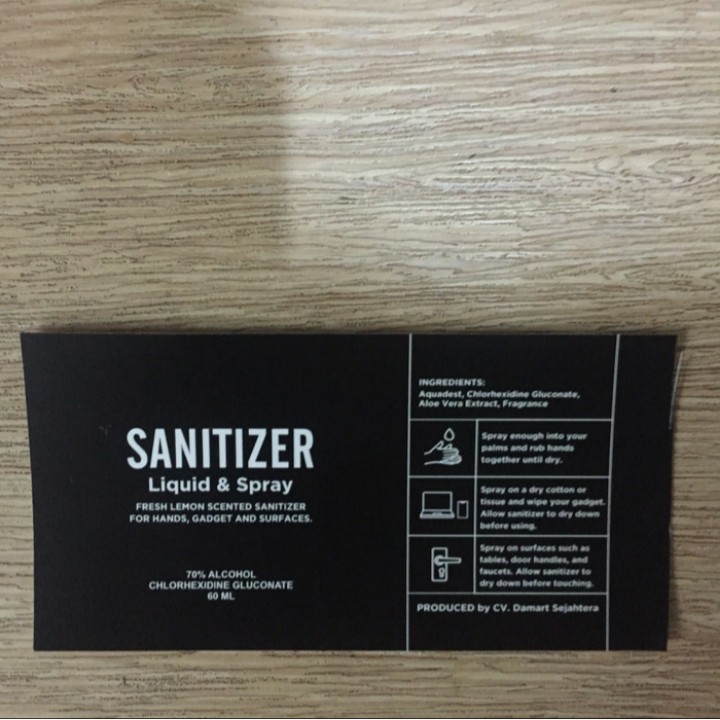 SANITIZER
Liquid & Spray
FRESH LEMON SCENTED SANITIZER
FOR HANDS, GADGET AND SURFACES.
70% ALCOHOL
CHLORHEXIDINE GLUCONATE
60 ML
INGREDIENTS:
Aquadest, Chlorhexidine Gluconate,
Aloe Vera Extract, Fragrance
Spray enough into your
palms and rub hands
together until dry.
Spray on a dry cotton or
tissue and wipe your gadget.
Allow sanitizer to dry down
before using.
Spray on surfaces such as
tables, door handles, and
faucets. Allow sanitizer to
dry down before touching.
PRODUCED by CV. Damart Sejahtera